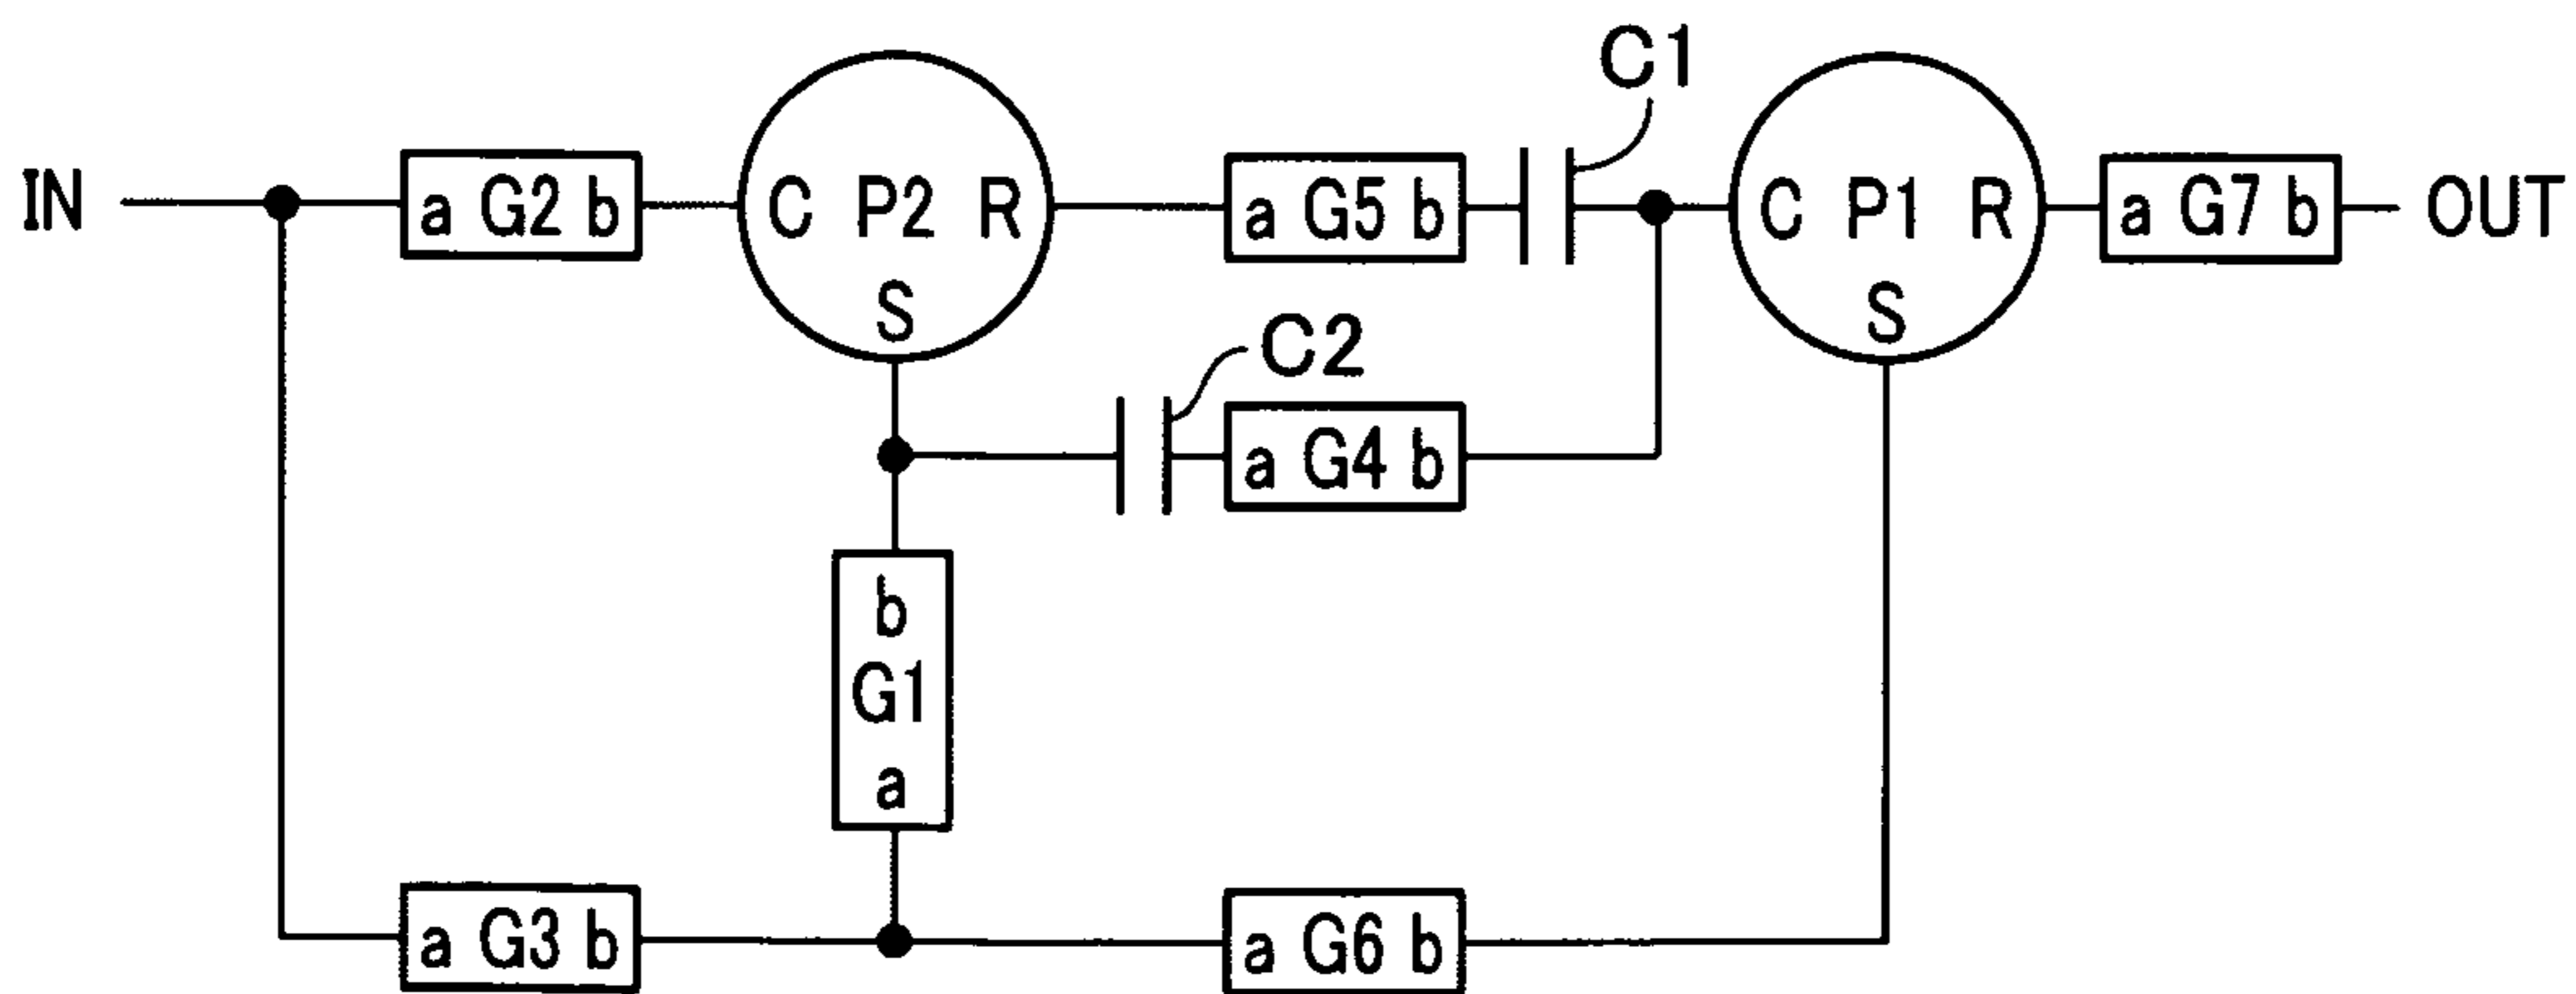 C1
IN a G2 b C P2 R a G5 b C P1 R a G7 b OUT
S S
C2
a G4 b
b
G1
a
a G3 b a G6 b